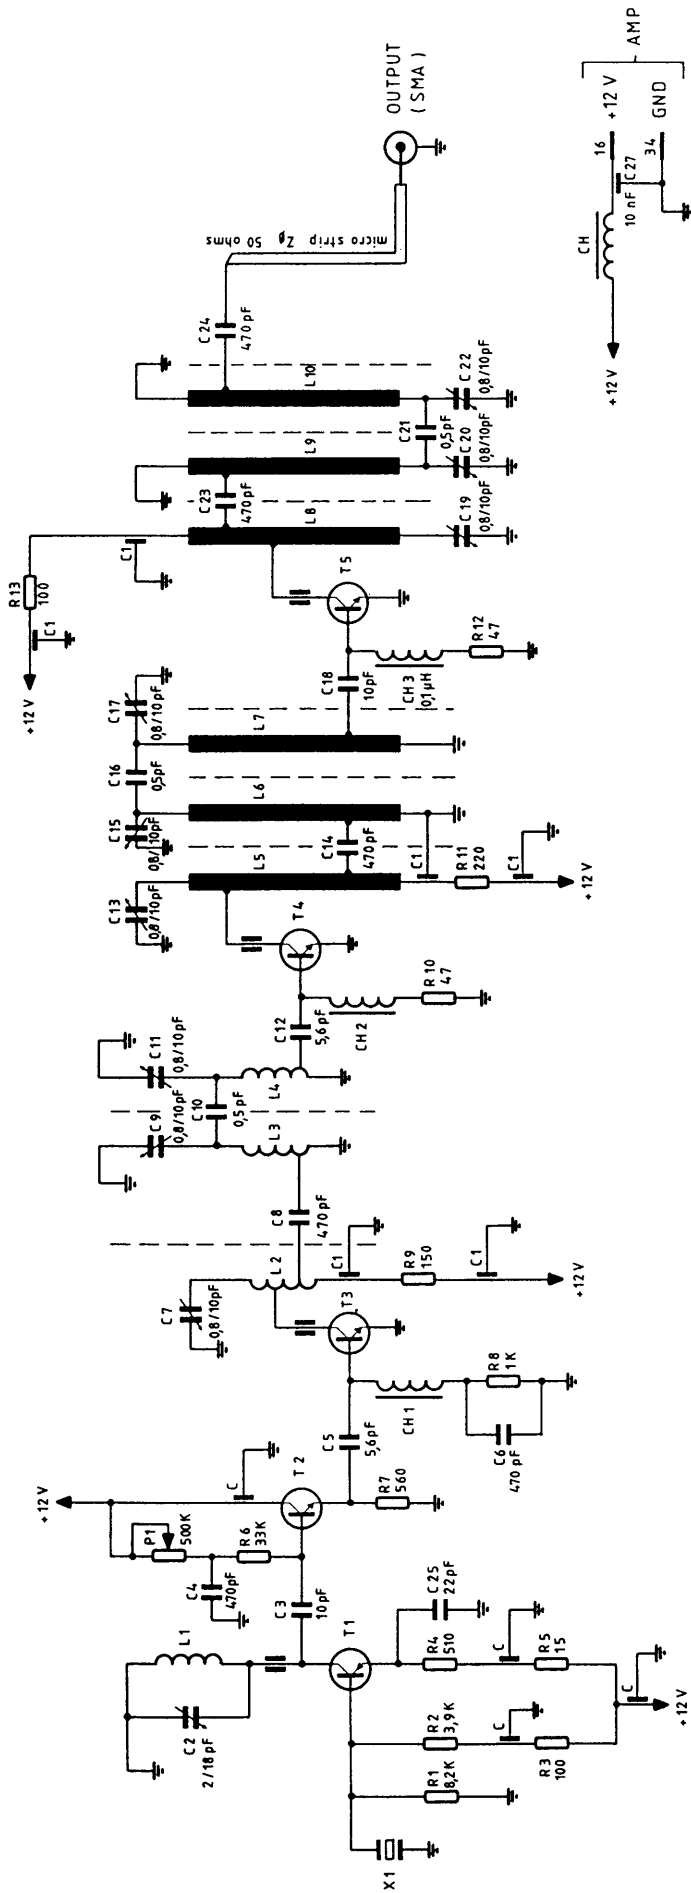 X1
R1
8,2K
R2
3,9K
R3
100
C
C2
2/18pF
L1
T1
R4
510
C
R5
15
C25
22pF
C
+12 V
C3
10pF
C4
470pF
P1
500K
R6
33K
+12 V
C
T2
R7
560
C5
5,6pF
CH1
C6
470 pF
R8
1K
T3
C7
0,8/10pF
L2
C1
R9
150
C1
+12V
C8
470pF
L3
C9
0,8/10pF
C10
0,5pF
L4
C11
0,8/10pF
C12
5,6pF
CH2
R10
47
T4
C13
0,8/10pF
L5
C1
R11
220
C1
+12V
C14
470pF
C15
0,8/10pF
L6
C16
0,5pF
L7
C17
0,8/10pF
C18
10pF
CH3
0,1µH
R12
47
T5
+12V
C1
R13
100
C1
L8
C19
0,8/10pF
C23
470pF
L9
C20
0,8/10pF
C21
0,5pF
L10
C22
0,8/10pF
C24
470pF
micro strip Zø 50 ohms
OUTPUT
(SMA)
+12V
CH
10 nF
C27
16
+12 V
34
GND
AMP